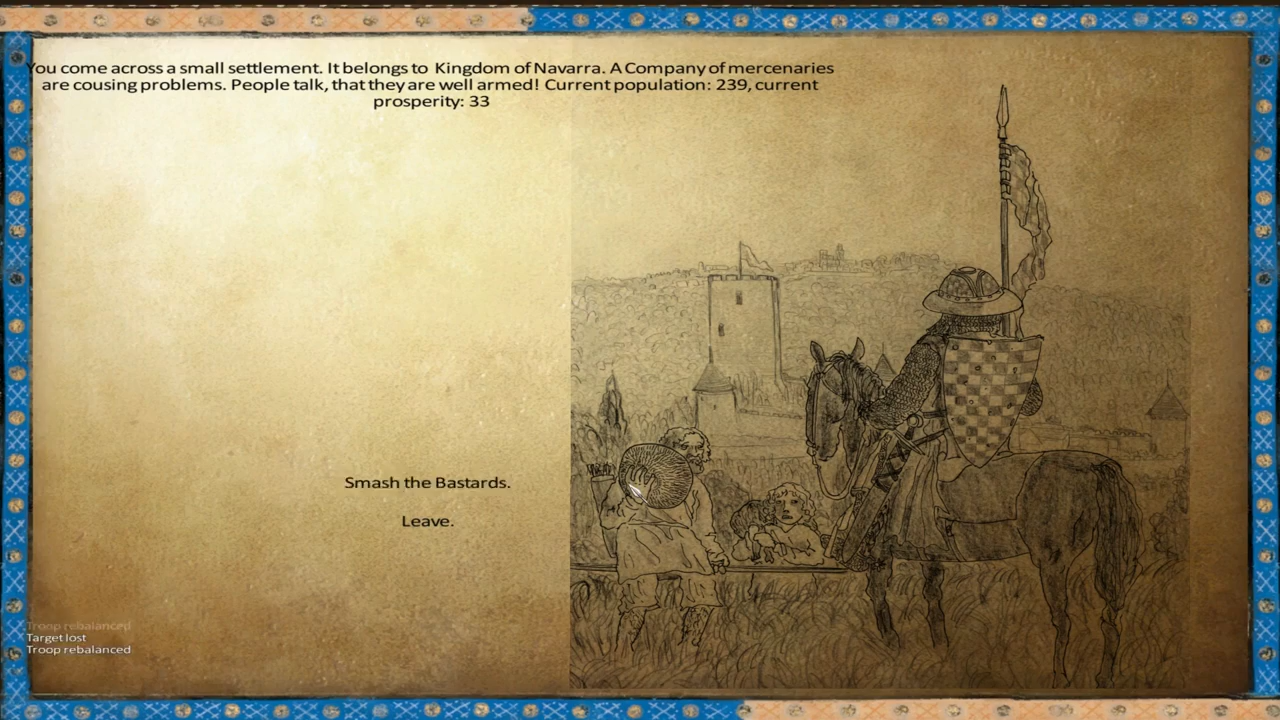 You come across a small settlement. It belongs to  Kingdom of Navarra. A Company of mercenaries
are cousing problems. People talk, that they are well armed! Current population: 239, current
prosperity: 33
Smash the Bastards.
Leave.
Troop rebalanced
Target lost
Troop rebalanced